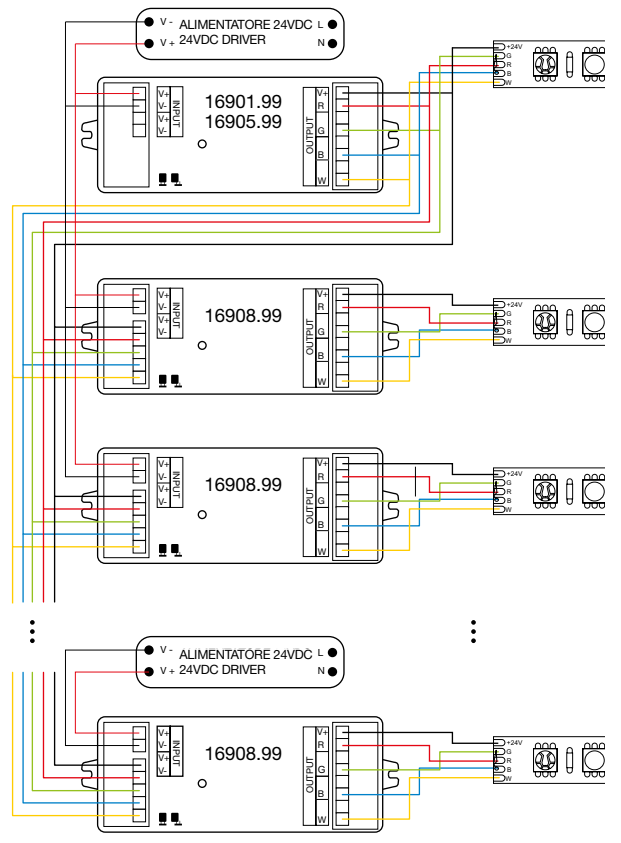 V -
ALIMENTATORE 24VDC
L
V +
24VDC DRIVER
N
+24V
G
R
B
W
V+
V-
V+
V-
INPUT
16901.99
16905.99
OUTPUT
V+
R
G
B
W
V+
V-
V+
V-
INPUT
16908.99
OUTPUT
V+
R
G
B
W
+24V
G
R
B
W
V+
V-
V+
V-
INPUT
16908.99
OUTPUT
V+
R
G
B
W
+24V
G
R
B
W
V -
ALIMENTATORE 24VDC
L
V +
24VDC DRIVER
N
V+
V-
V+
V-
INPUT
16908.99
OUTPUT
V+
R
G
B
W
+24V
G
R
B
W